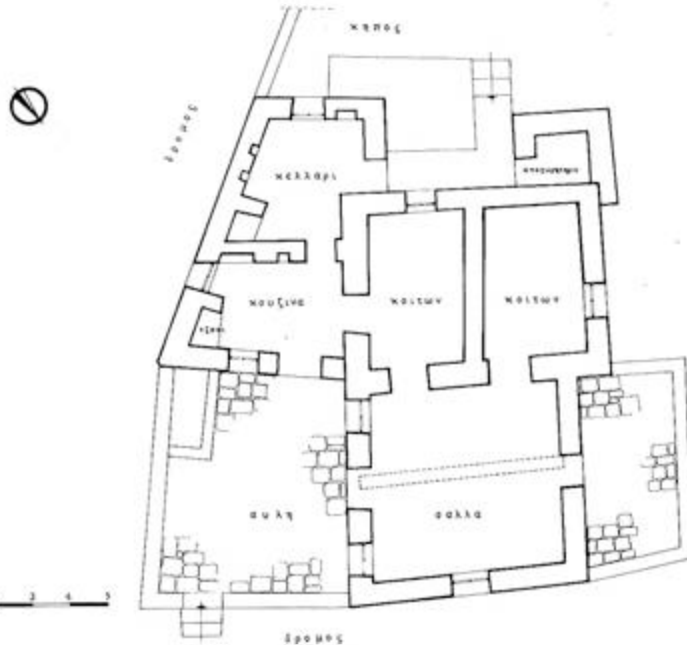 κηπος
δρομος
κελλαρι
κουζινα
κοιτων
κοιτων
αυλη
σαλλα
δρομος